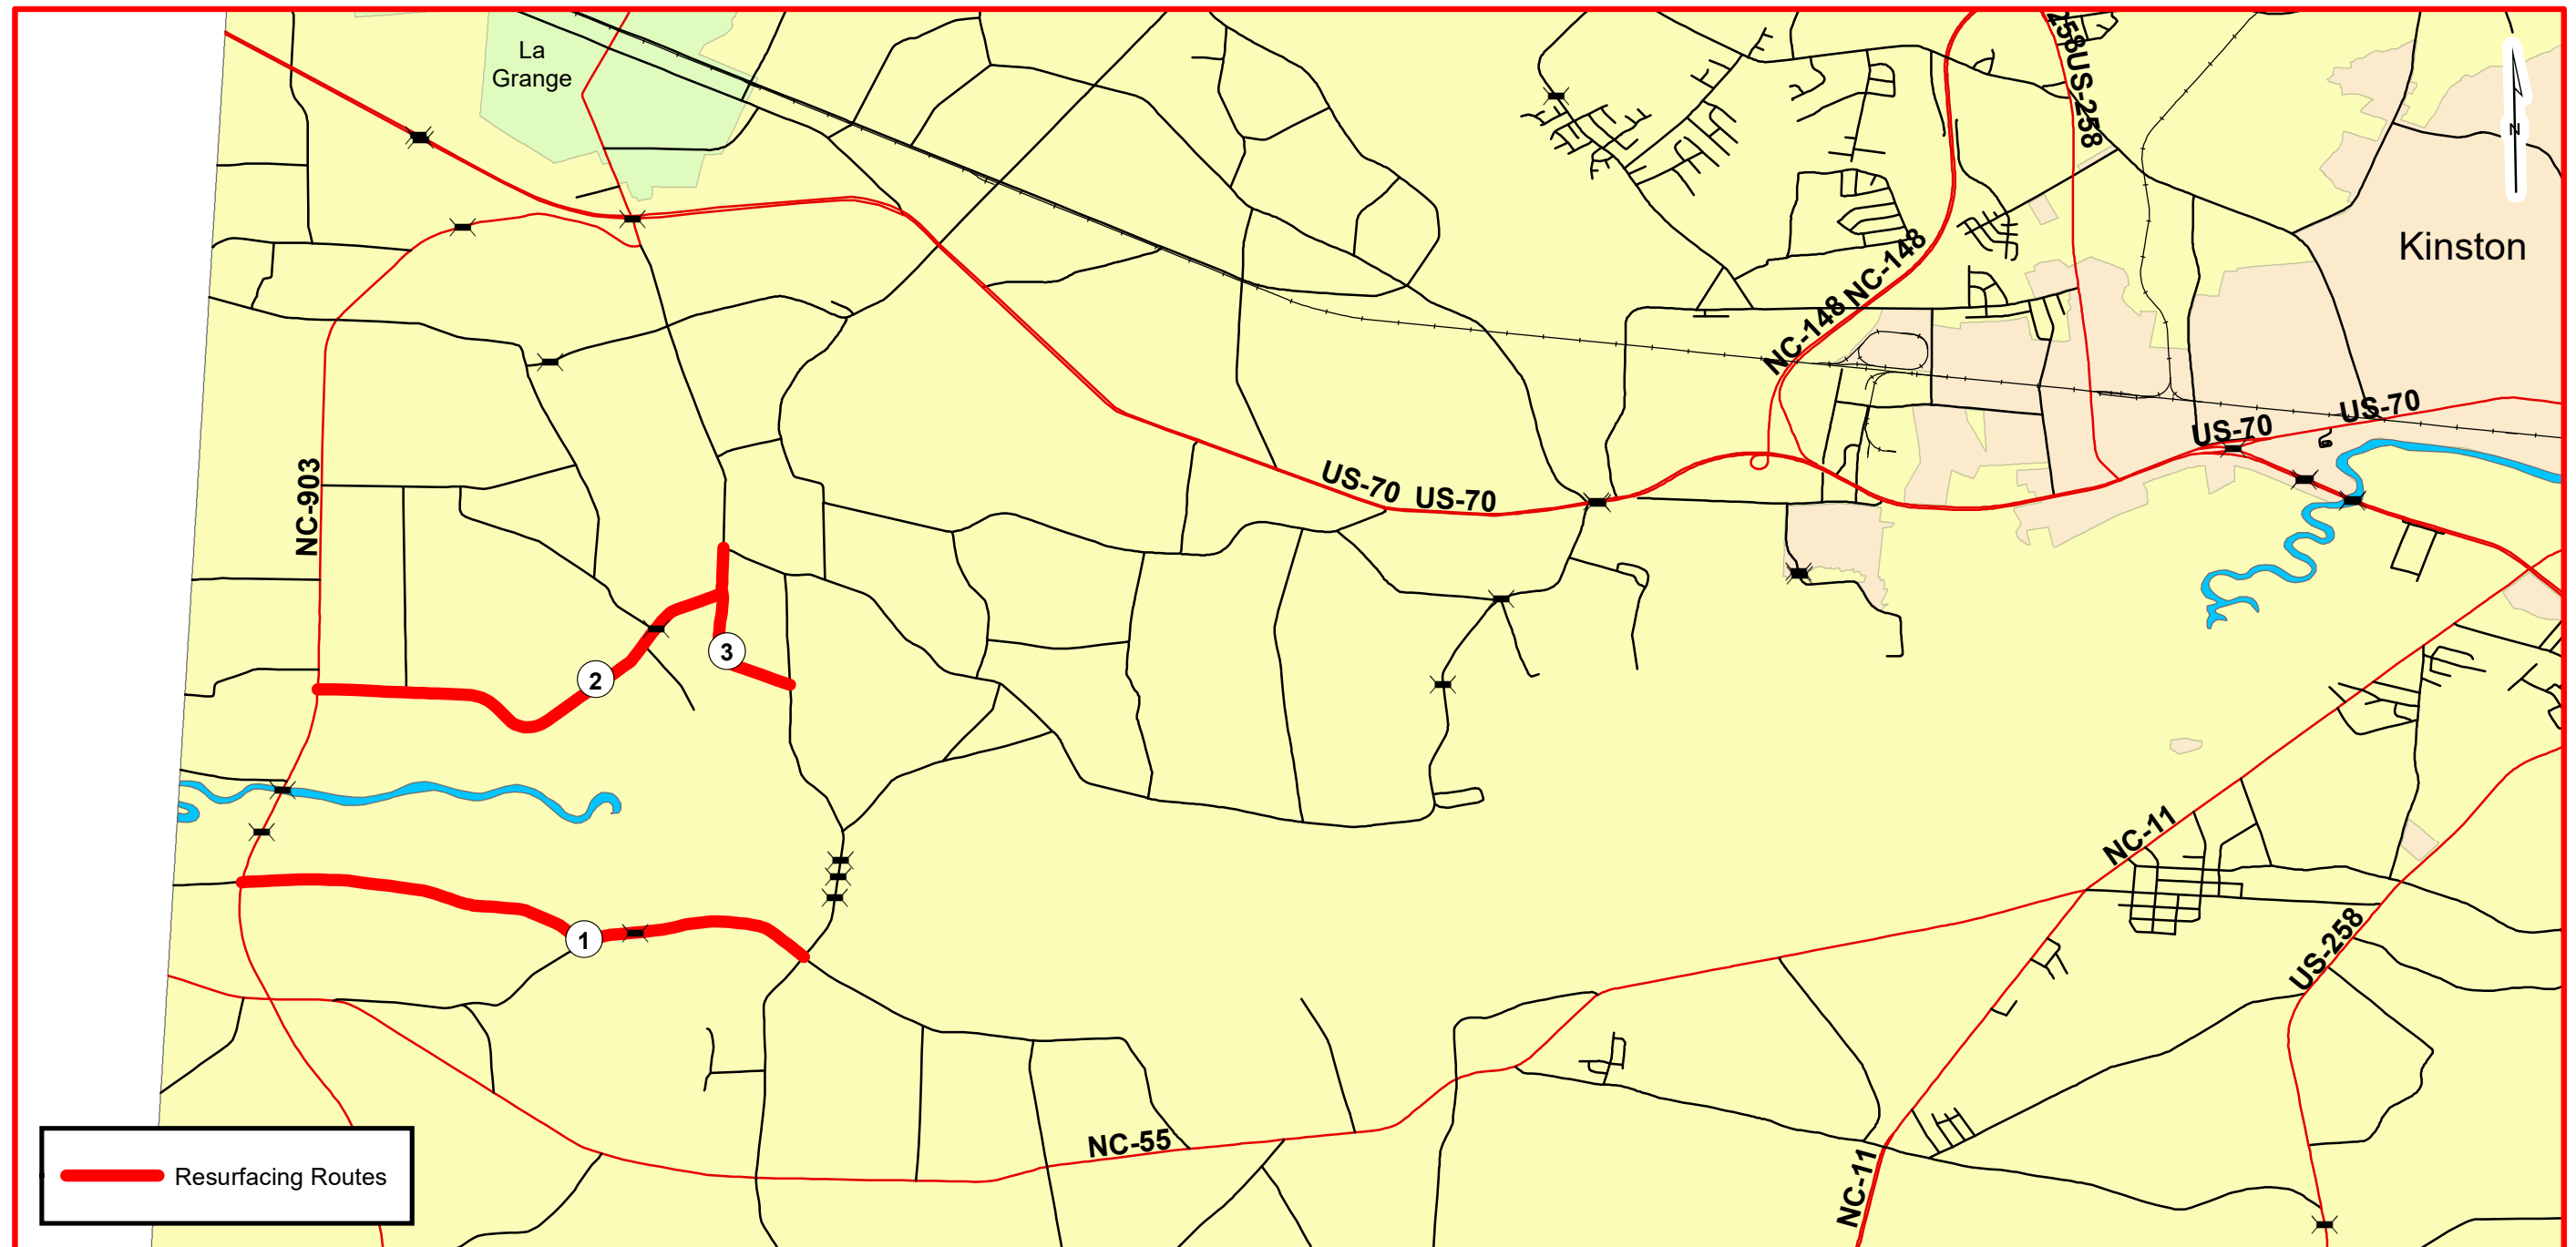 La
Grange
258
US-258
N
Kinston
NC-148
NC-148
US-70
US-70
US-70
US-70
NC-903
2
3
1
NC-11
US-258
NC-55
NC-11
Resurfacing Routes